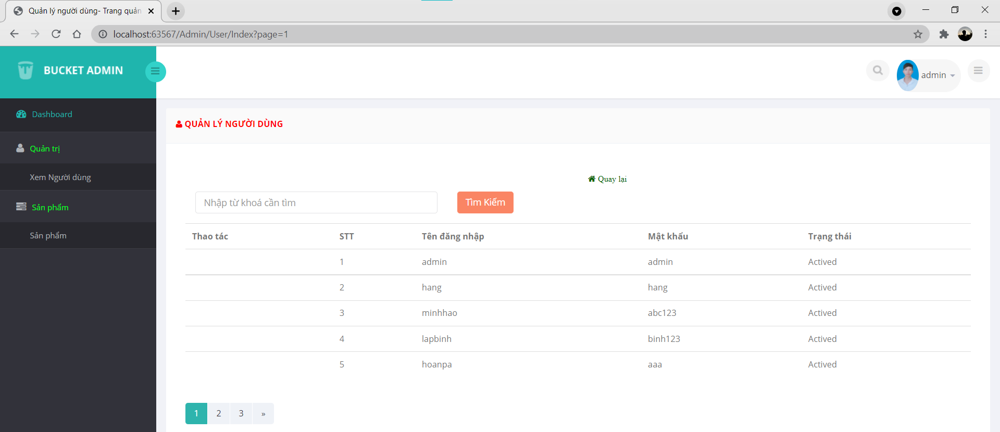 Quản lý người dùng- Trang quản
localhost:63567/Admin/User/Index?page=1
BUCKET ADMIN
admin
Dashboard
Quản trị
Xem Người dùng
Sản phẩm
Sản phẩm
QUẢN LÝ NGƯỜI DÙNG
Quay lại
Nhập từ khoá cần tìm
Tìm Kiếm
Thao tác STT Tên đăng nhập Mật khẩu Trạng thái
1 admin admin Actived
2 hang hang Actived
3 minhhao abc123 Actived
4 lapbinh binh123 Actived
5 hoanpa aaa Actived
1 2 3 »